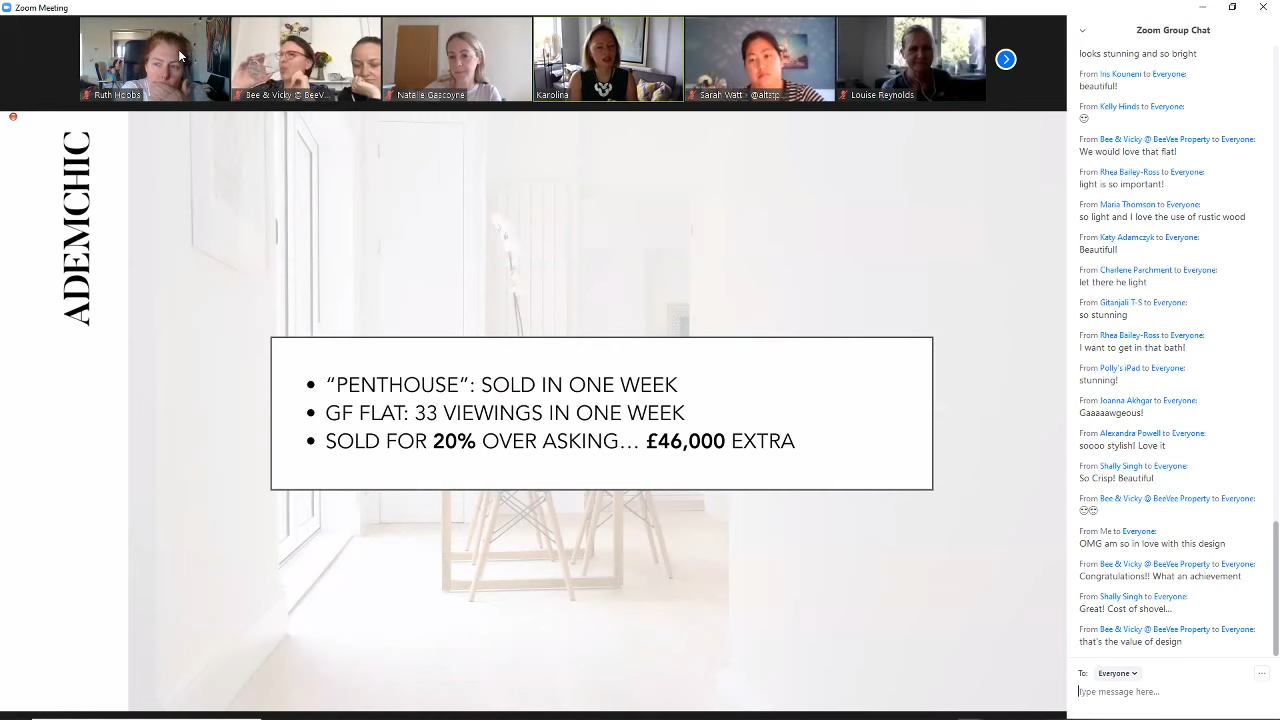 Zoom Meeting
Ruth Hobbs
Bee & Vicky @ BeeV...
Natalie Gascoyne
Karolina
Sarah Watt - @altstp...
Louise Reynolds
ADEMCHIC
• “PENTHOUSE”: SOLD IN ONE WEEK
• GF FLAT: 33 VIEWINGS IN ONE WEEK
• SOLD FOR 20% OVER ASKING... £46,000 EXTRA
Zoom Group Chat
looks stunning and so bright
From Iris Kouneni to Everyone:
beautiful!
From Kelly Hinds to Everyone:
From Bee & Vicky @ BeeVee Property to Everyone:
We would love that flat!
From Rhea Bailey-Ross to Everyone:
light is so important!
From Maria Thomson to Everyone:
so light and I love the use of rustic wood
From Katy Adamczyk to Everyone:
Beautiful!
From Charlene Parchment to Everyone:
let there he light
From Gitanjali T-S to Everyone:
so stunning
From Rhea Bailey-Ross to Everyone:
I want to get in that bath!
From Polly's iPad to Everyone:
stunning!
From Joanna Akhgar to Everyone:
Gaaaaawgeous!
From Alexandra Powell to Everyone:
soooo stylish! Love it
From Shally Singh to Everyone:
So Crisp! Beautiful
From Bee & Vicky @ BeeVee Property to Everyone:
From Me to Everyone:
OMG am so in love with this design
From Bee & Vicky @ BeeVee Property to Everyone:
Congratulations!! What an achievement
From Shally Singh to Everyone:
Great! Cost of shovel...
From Bee & Vicky @ BeeVee Property to Everyone:
that's the value of design
To: Everyone
Type message here...